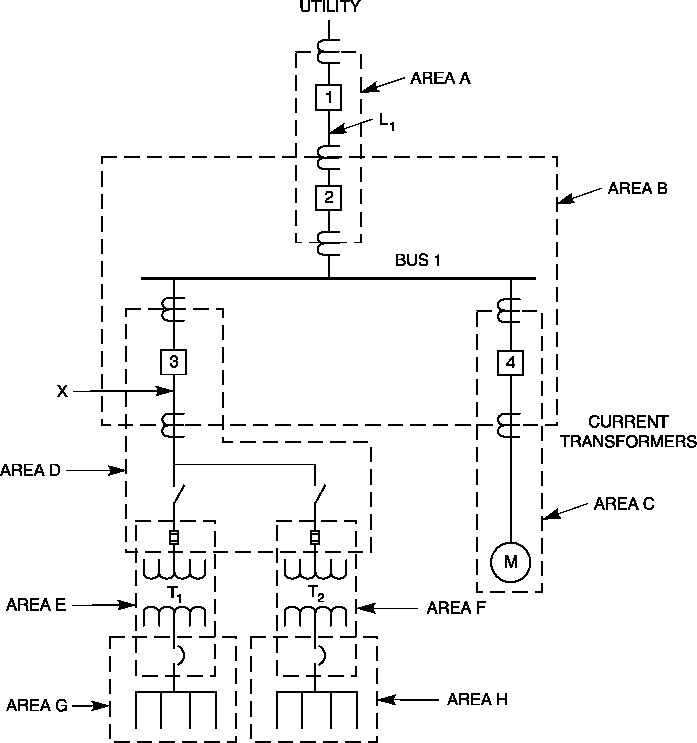 UTILITY
AREA A
1
L1
AREA B
2
BUS 1
3
4
X
CURRENT
TRANSFORMERS
AREA D
AREA C
M
T1
T2
AREA E
AREA F
AREA G
AREA H